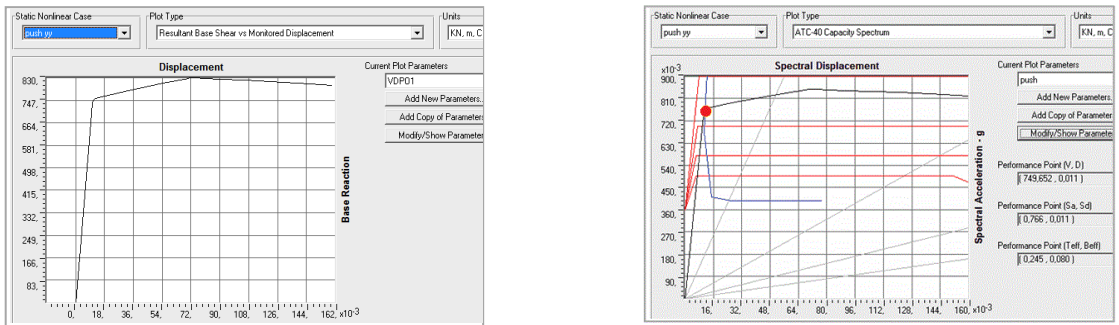 Static Nonlinear Case
push yy
Plot Type
Resultant Base Shear vs Monitored Displacement
Units
KN, m, C
Displacement
830,
747,
664,
581,
498,
415,
332,
249,
166,
83,
0, 18, 36, 54, 72, 90, 108, 126, 144, 162, x10-3
Base Reaction
Current Plot Parameters
VDPO1
Add New Parameters.
Add Copy of Parameter
Modify/Show Parameter
Static Nonlinear Case
push yy
Plot Type
ATC-40 Capacity Spectrum
Units
KN, m, C
x10-3
Spectral Displacement
900,
810,
720,
630,
540,
450,
360,
270,
180,
90,
16, 32, 48, 64, 80, 96, 112, 128, 144, 160, x10-3
Spectral Acceleration - g
Current Plot Parameters
push
Add New Parameters.
Add Copy of Parameter
Modify/Show Parameter
Performance Point (V, D)
( 749,652 , 0,011 )
Performance Point (Sa, Sd)
( 0,766 , 0,011 )
Performance Point (Teff, Beff)
( 0,245 , 0,080 )